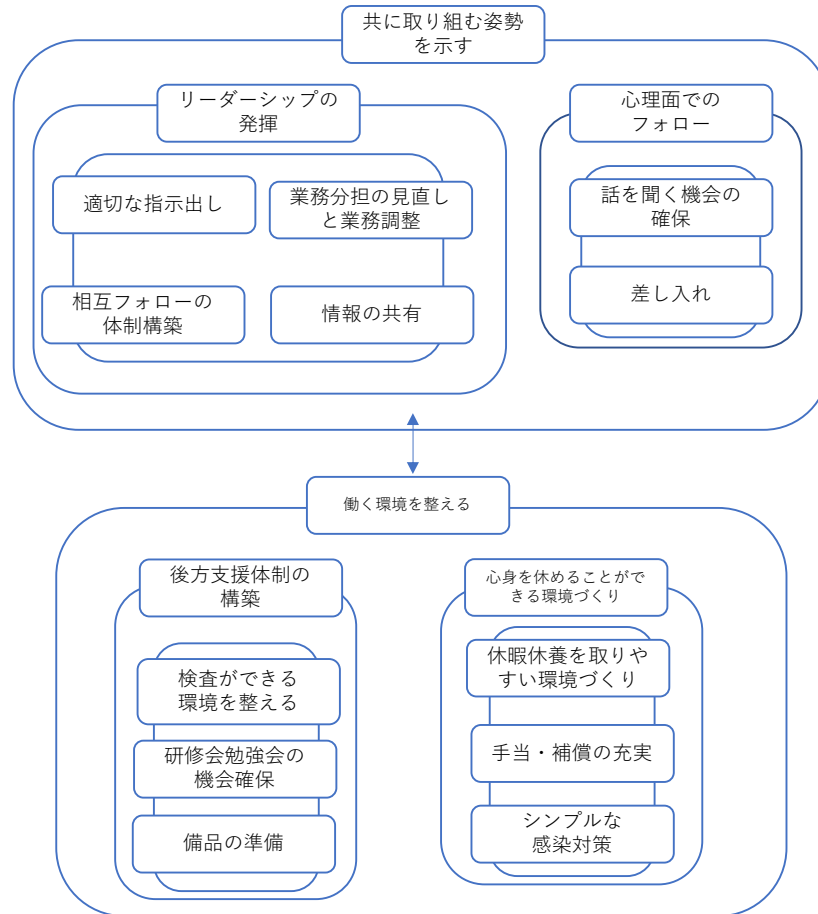 共に取り組む姿勢
を示す
リーダーシップの
発揮
心理面での
フォロー
適切な指示出し
業務分担の見直し
と業務調整
話を聞く機会の
確保
相互フォローの
体制構築
情報の共有
差し入れ
働く環境を整える
後方支援体制の
構築
心身を休めることがで
きる環境づくり
検査ができる
環境を整える
休暇休養を取りや
すい環境づくり
研修会勉強会の
機会確保
手当・補償の充実
備品の準備
シンプルな
感染対策